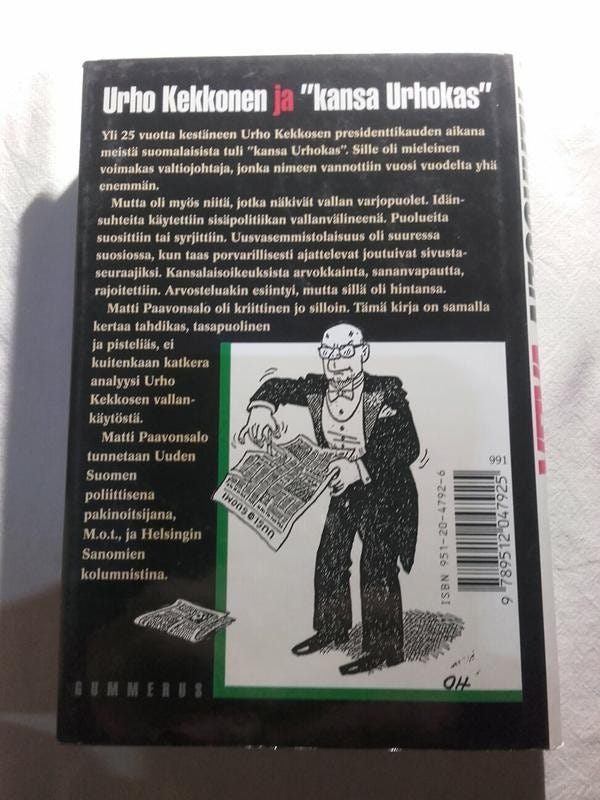 Urho Kekkonen ja "kansa Urhokas"
Yli 25 vuotta kestäneen Urho Kekkosen presidenttikauden aikana
meistä suomalaisista tuli "kansa Urhokas". Sille oli mieleinen
voimakas valtiojohtaja, jonka nimeen vannottiin vuosi vuodelta yhä
enemmän.
Mutta oli myös niitä, jotka näkivät vallan varjopuolet. Idän-
suhteita käytettiin sisäpolitiikan vallanvälineenä. Puolueita
suosittiin tai syrjittiin. Uusvasemmistolaisuus oli suuressa
suosiossa, kun taas porvarillisesti ajattelevat joutuivat sivusta-
seuraajiksi. Kansalaisoikeuksista arvokkainta, sananvapautta,
rajoitettiin. Arvosteluakin esiintyi, mutta sillä oli hintansa.
Matti Paavonsalo oli kriittinen jo silloin. Tämä kirja on samalla
kertaa tahdikas, tasapuolinen
ja pisteliäs, ei
kuitenkaan katkera
analyysi Urho
Kekkosen vallan-
käytöstä.
Matti Paavonsalo
tunnetaan Uuden
Suomen
poliittisena
pakinoitsijana,
M.o.t., ja Helsingin
Sanomien
kolumnistina.
UUSI SUOMI
991
ISBN 951-20-4792-6
9 789512 047925
OH
GUMMERUS